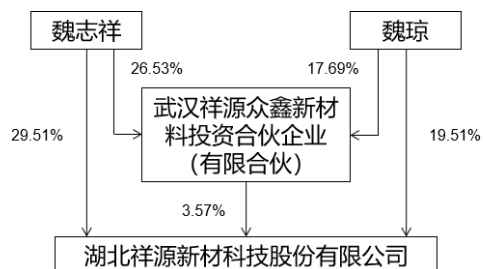 魏志祥
魏琼
26.53%
17.69%
武汉祥源众鑫新材
料投资合伙企业
（有限合伙）
29.51%
19.51%
3.57%
湖北祥源新材科技股份有限公司